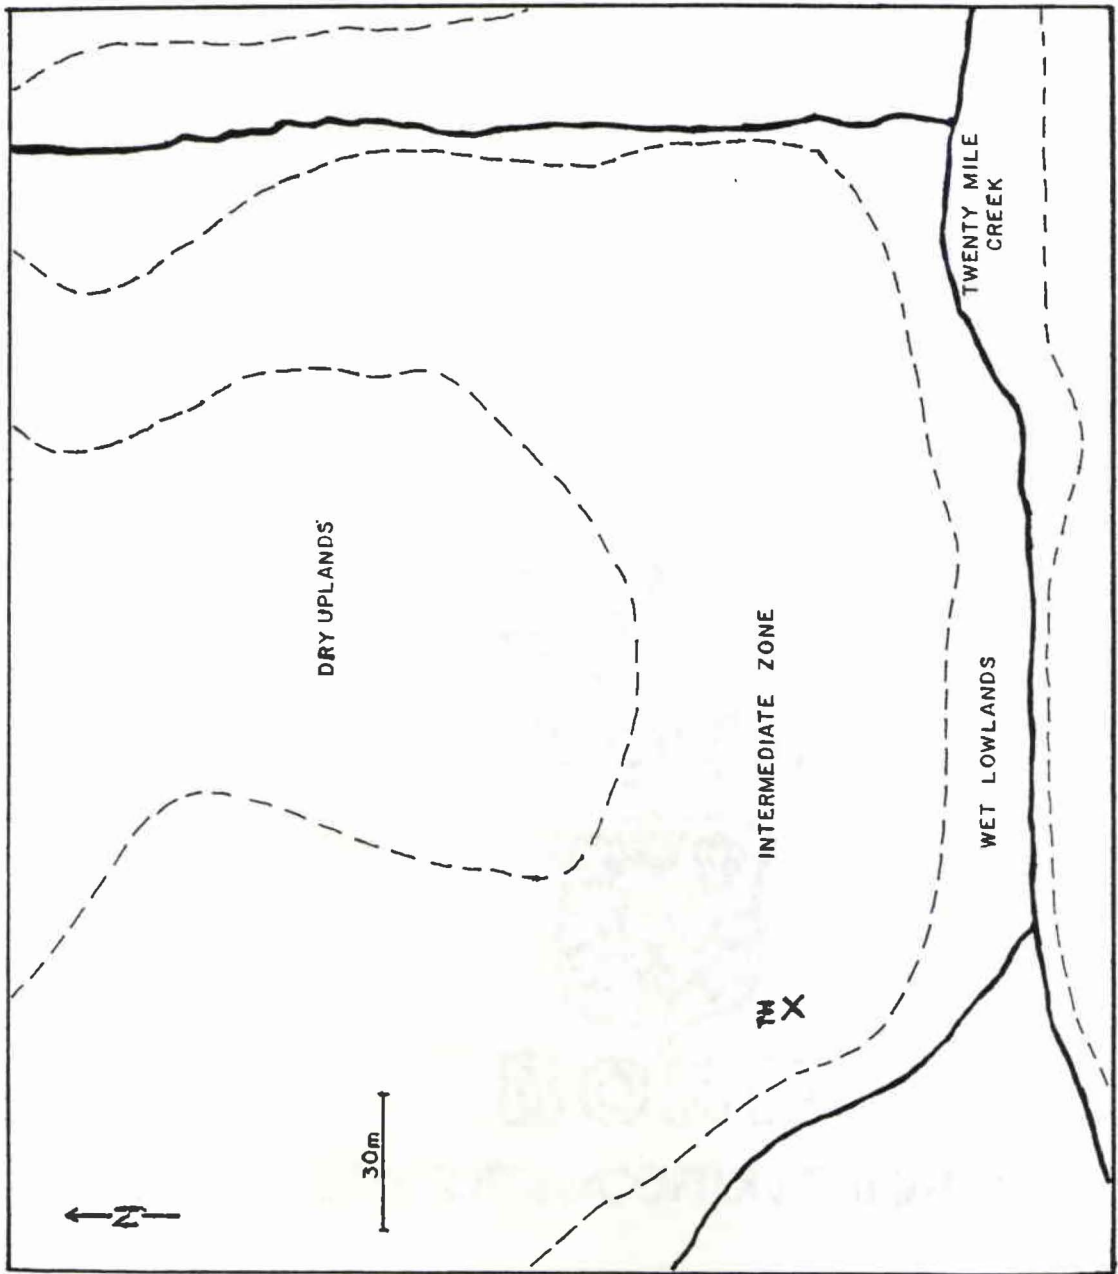 TWENTY MILE
CREEK
DRY UPLANDS
INTERMEDIATE ZONE
WET LOWLANDS
X
30m
N